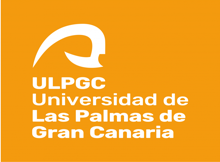 ULPGC
Universidad de
Las Palmas de
Gran Canaria